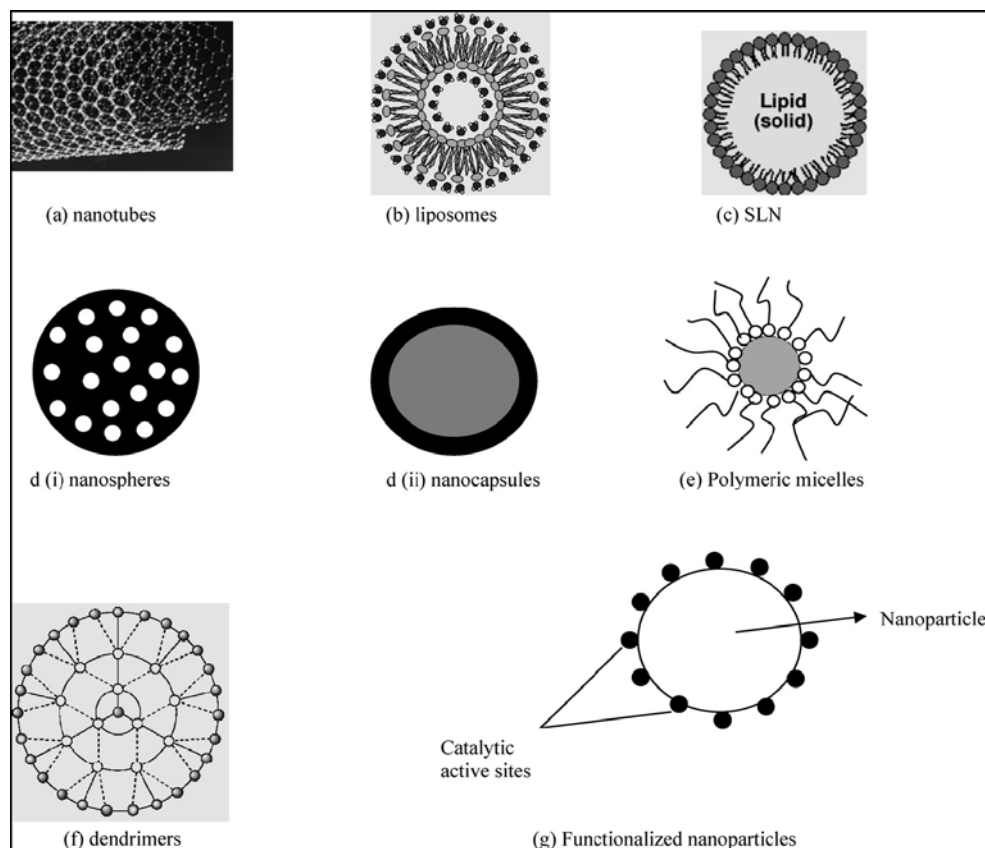 Lipid
(solid)
(a) nanotubes
(b) liposomes
(c) SLN
d (i) nanospheres
d (ii) nanocapsules
(e) Polymeric micelles
Nanoparticle
Catalytic
active sites
(f) dendrimers
(g) Functionalized nanoparticles